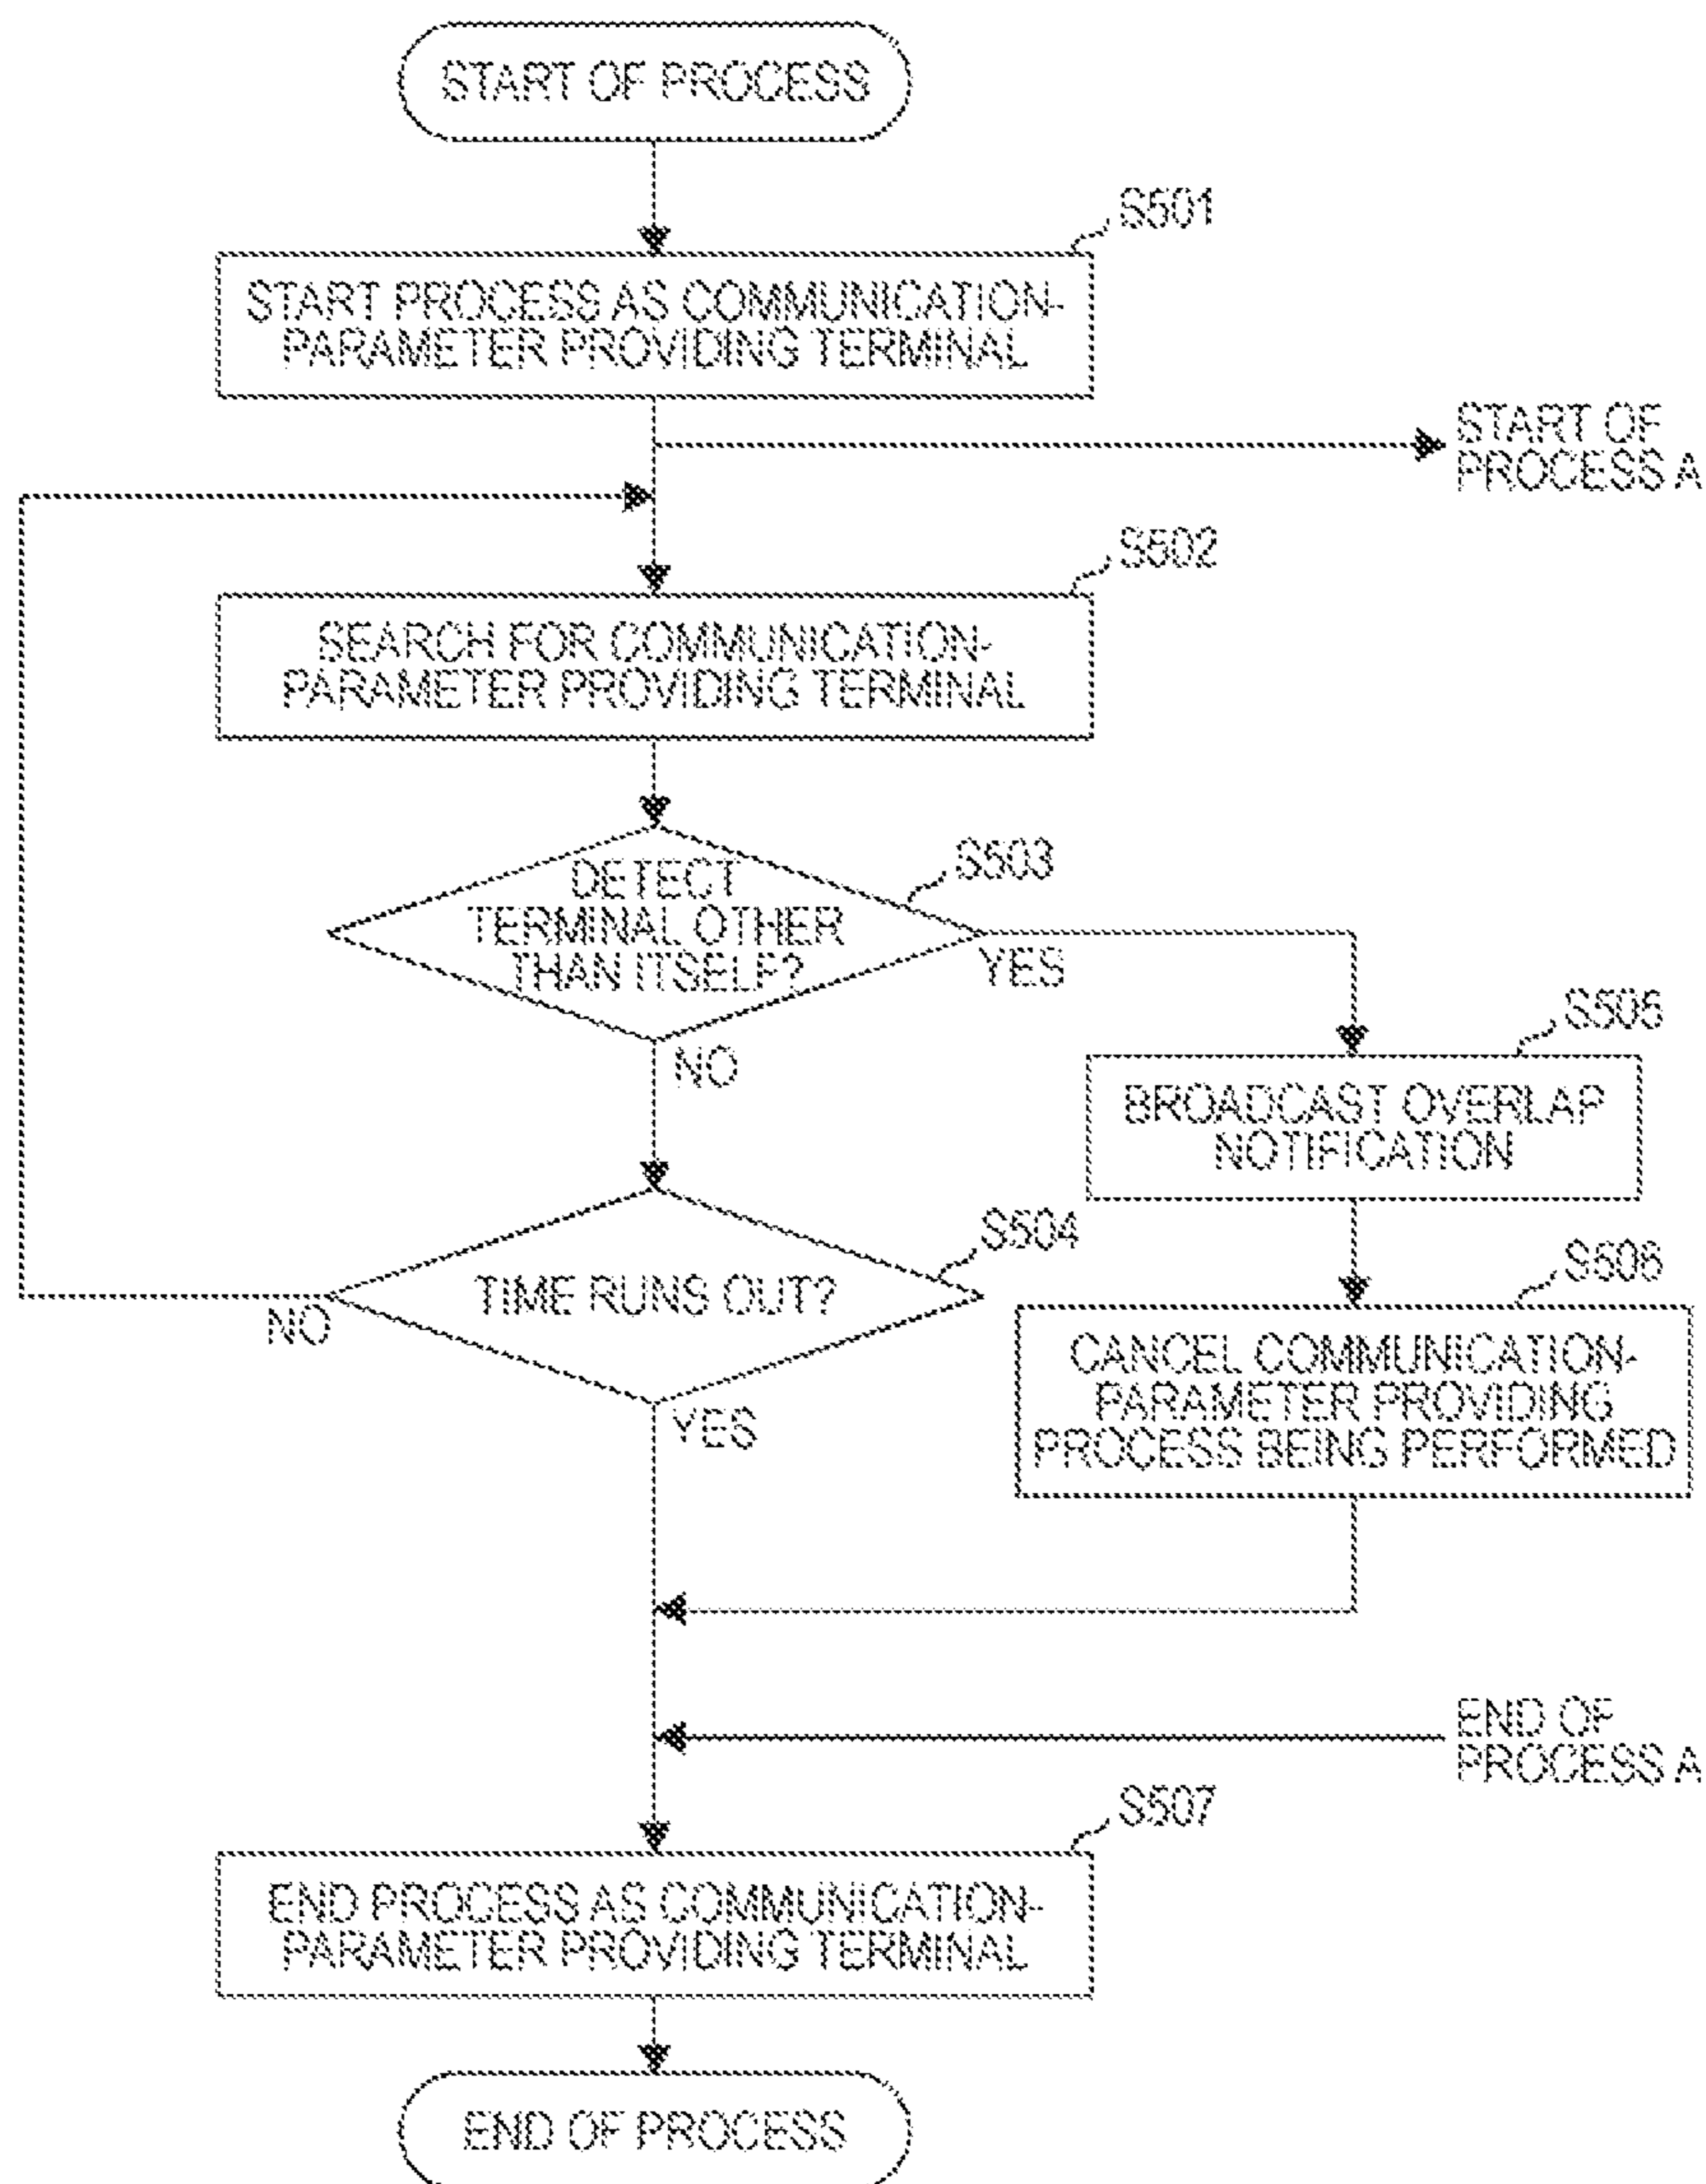 START OF PROCESS
S501
START PROCESS AS COMMUNICATION-
PARAMETER PROVIDING TERMINAL
START OF
PROCESS A
S502
SEARCH FOR COMMUNICATION-
PARAMETER PROVIDING TERMINAL
S503
DETECT
TERMINAL OTHER
THAN ITSELF?
YES
NO
S505
BROADCAST OVERLAP
NOTIFICATION
S504
TIME RUNS OUT?
NO
YES
S506
CANCEL COMMUNICATION-
PARAMETER PROVIDING
PROCESS BEING PERFORMED
END OF
PROCESS A
S507
END PROCESS AS COMMUNICATION-
PARAMETER PROVIDING TERMINAL
END OF PROCESS